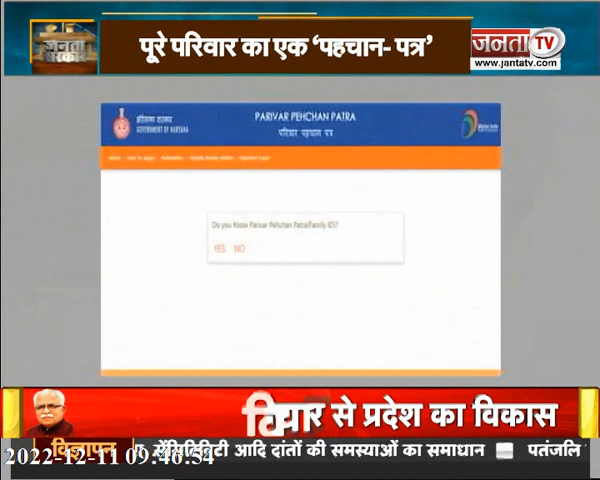 जनता
सरकार
पूरे परिवार का एक ‘पहचान- पत्र’
जनता TV
www.jantatv.com
हरियाणा सरकार
GOVERNMENT OF HARYANA
PARIVAR PEHCHAN PATRA
परिवार पहचान पत्र
Do you Know Parivar Pehchan Patra(Family ID)?
YES NO
से प्रदेश का विकास
विज्ञापन
सेंसिटिविटी आदि दांतों की समस्याओं का समाधान
पतंजलि
2022-12-11 09:46:54